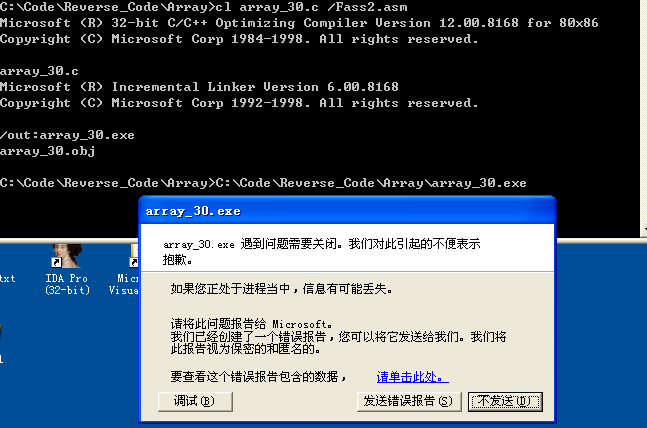 C:\Code\Reverse_Code\Array>cl array_30.c /Fass2.asm
Microsoft (R) 32-bit C/C++ Optimizing Compiler Version 12.00.8168 for 80x86
Copyright (C) Microsoft Corp 1984-1998. All rights reserved.
array_30.c
Microsoft (R) Incremental Linker Version 6.00.8168
Copyright (C) Microsoft Corp 1992-1998. All rights reserved.
/out:array_30.exe
array_30.obj
C:\Code\Reverse_Code\Array>C:\Code\Reverse_Code\Array\array_30.exe
array_30.exe
array_30.exe 遇到问题需要关闭。我们对此引起的不便表示
抱歉。
如果您正处于进程当中，信息有可能丢失。
请将此问题报告给 Microsoft。
我们已经创建了一个错误报告，您可以将它发送给我们。我们将
此报告视为保密的和匿名的。
要查看这个错误报告包含的数据， 请单击此处。
调试(B) 发送错误报告(S) 不发送(D)
txt
IDA Pro
(32-bit)
Mic
Visua